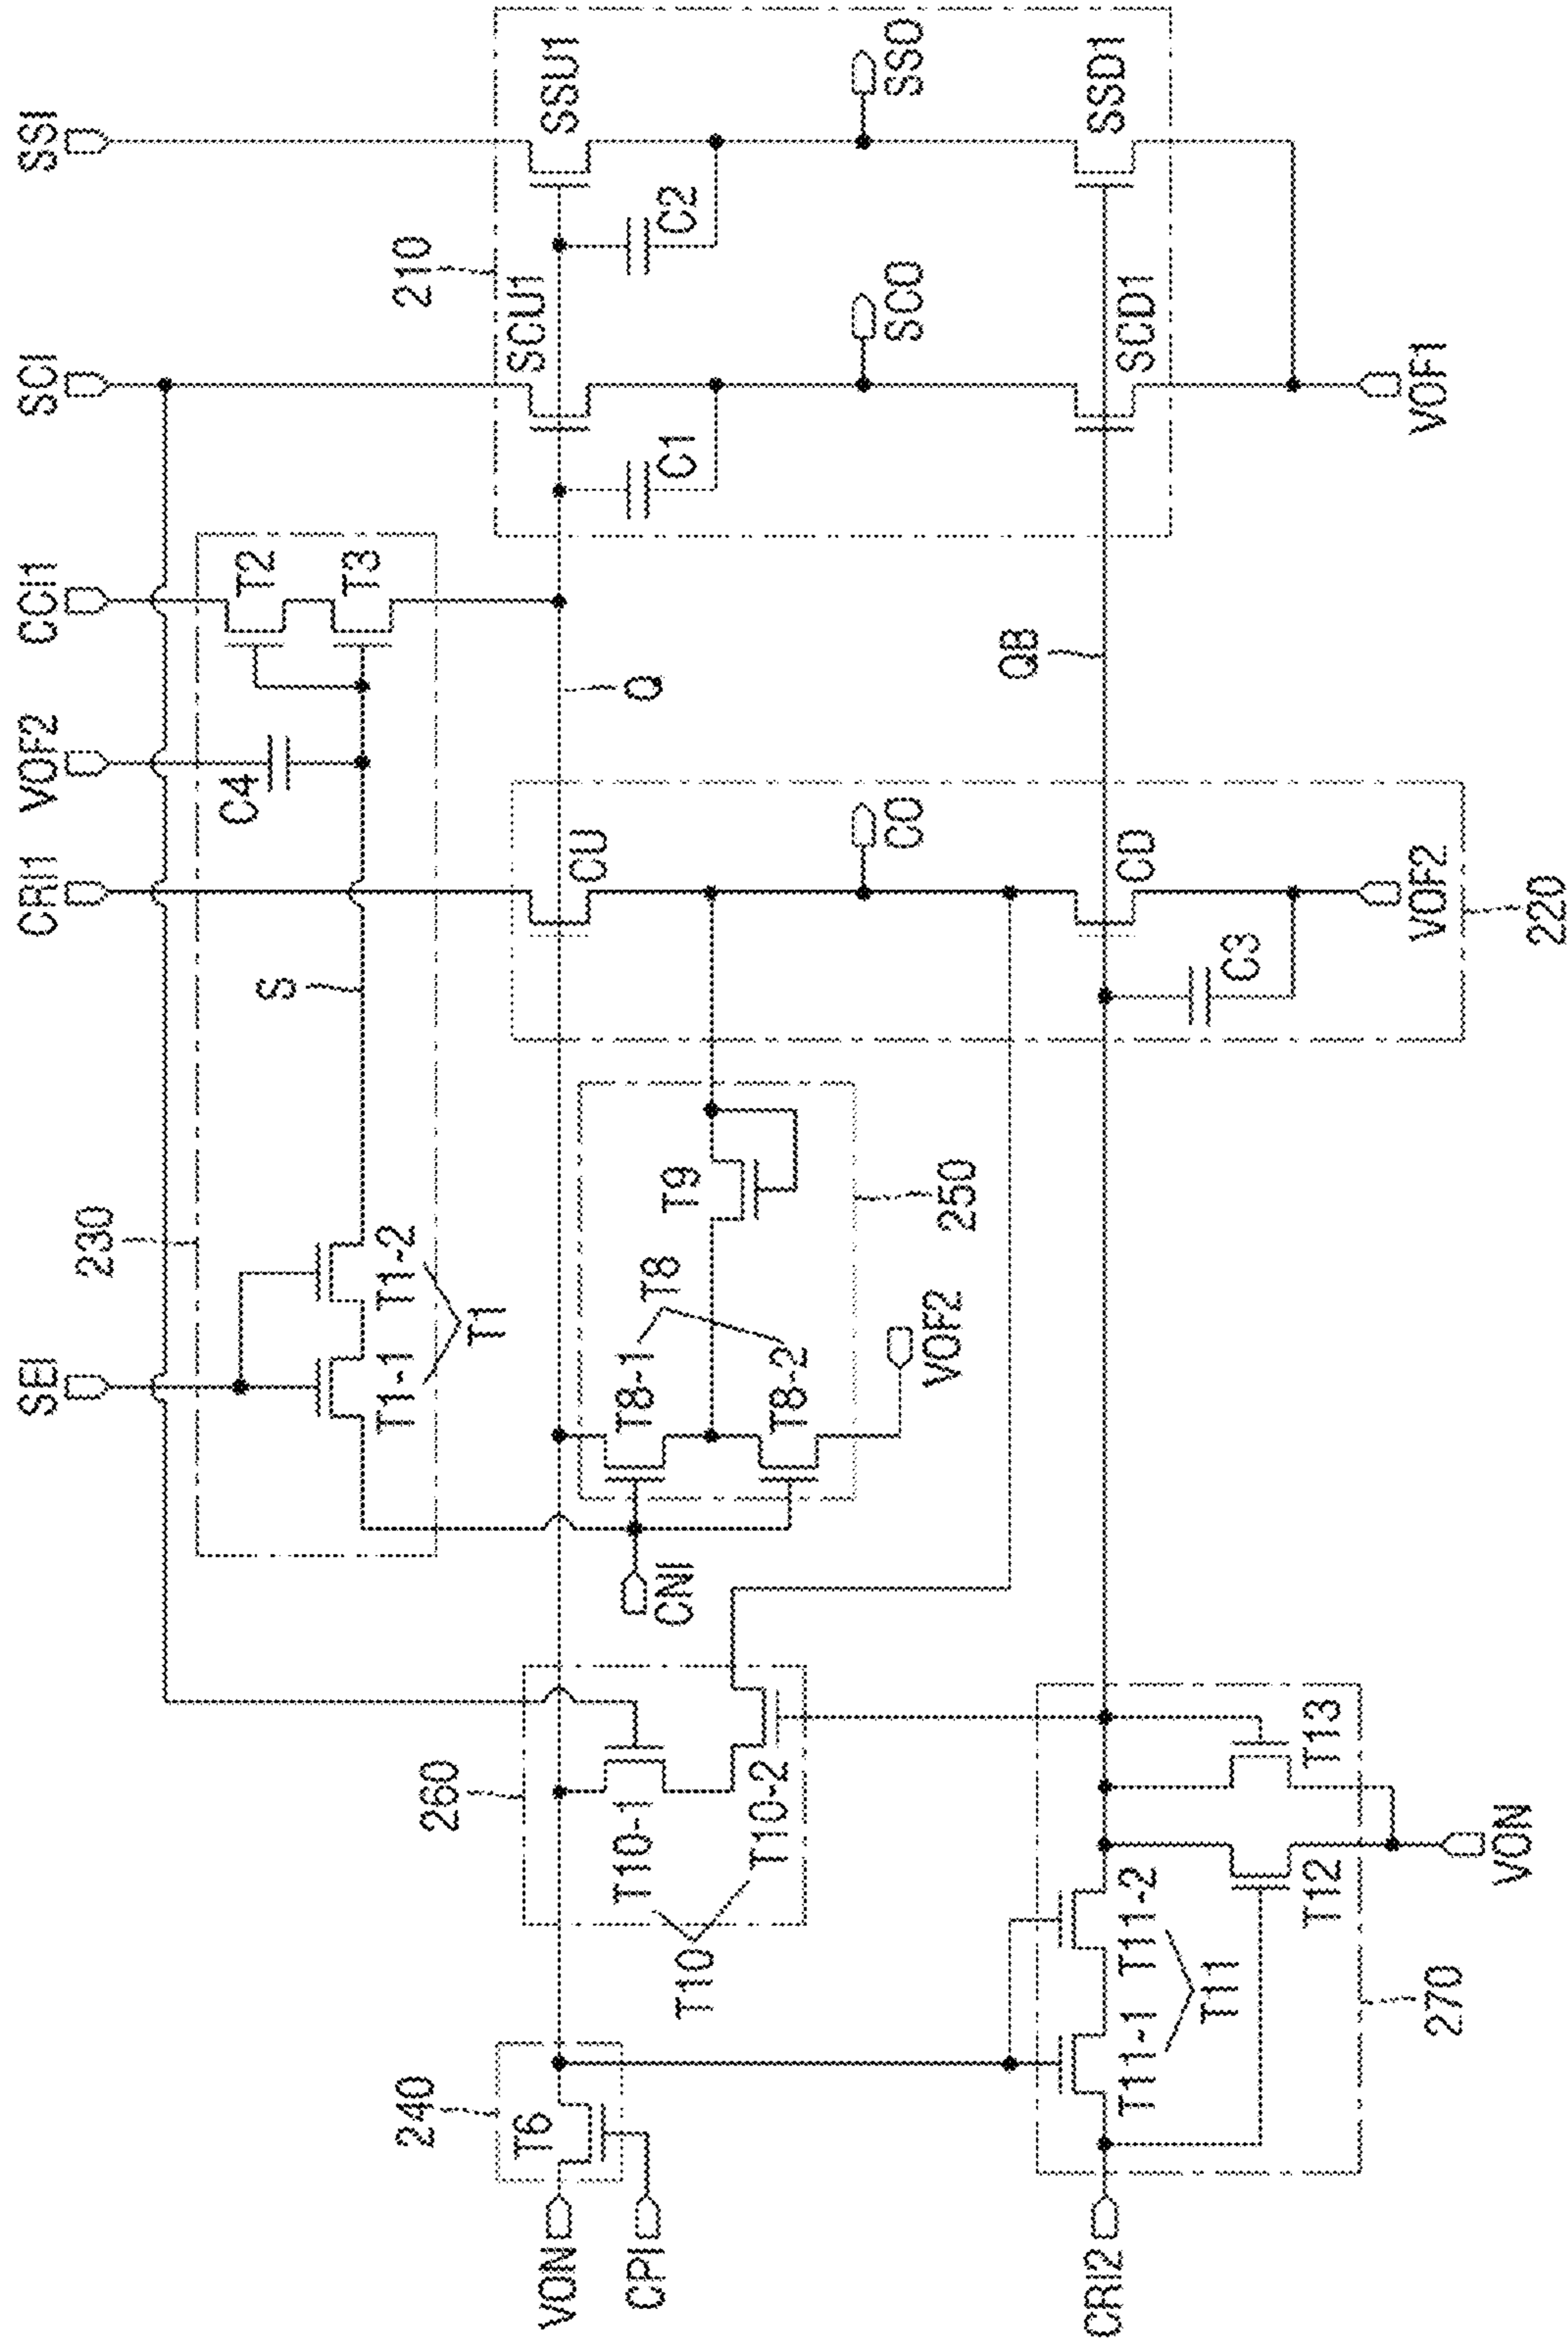 SEI
CRI1
VOF2
CCI1
SCI
SSI
230
T1-1
T1-2
T1
S
C4
T2
T3
210
SCU1
SSU1
C1
C2
240
T6
VON
CPI
260
T10-1
T10-2
T10
CNI
T8-1
T8-2
T8
T9
250
VOF2
CU
Q
CO
SCO
SSO
QB
CD
C3
SCD1
SSD1
VOF2
220
VOF1
CRI2
T11-1
T11-2
T11
T12
T13
270
VON